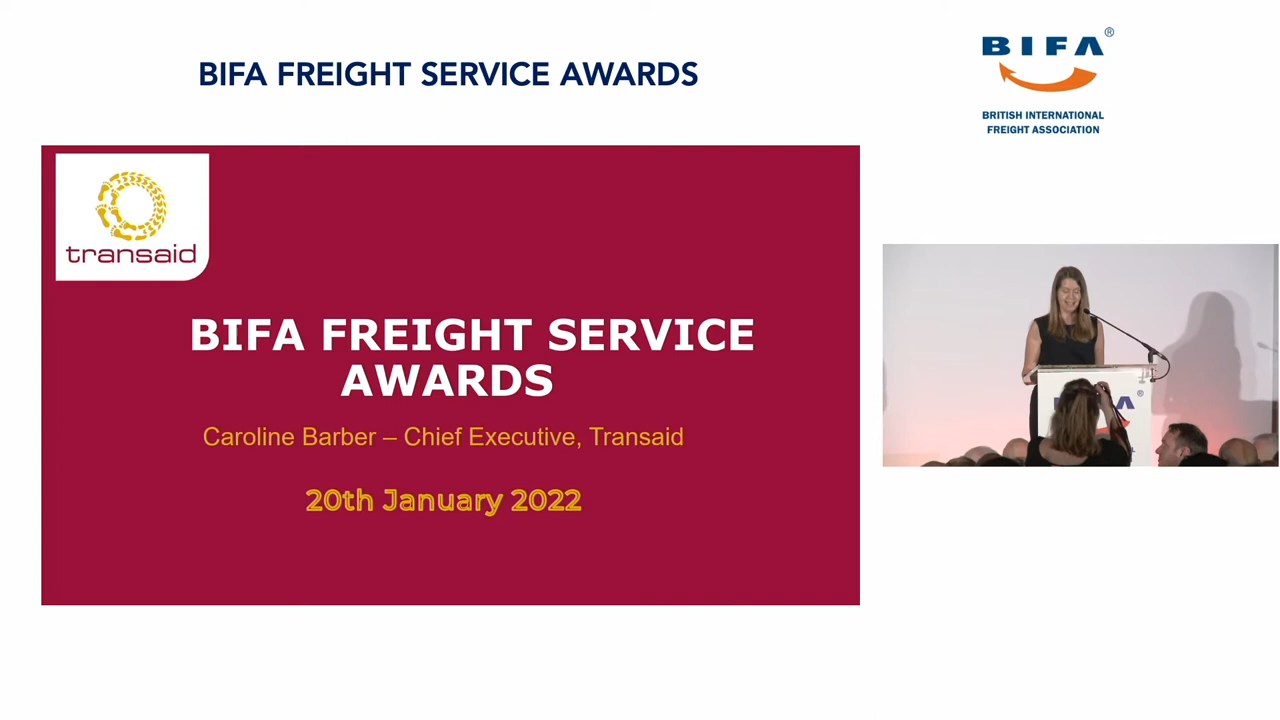 BIFA FREIGHT SERVICE AWARDS
BIFA®
BRITISH INTERNATIONAL
FREIGHT ASSOCIATION
transaid
BIFA FREIGHT SERVICE
AWARDS
Caroline Barber – Chief Executive, Transaid
20th January 2022